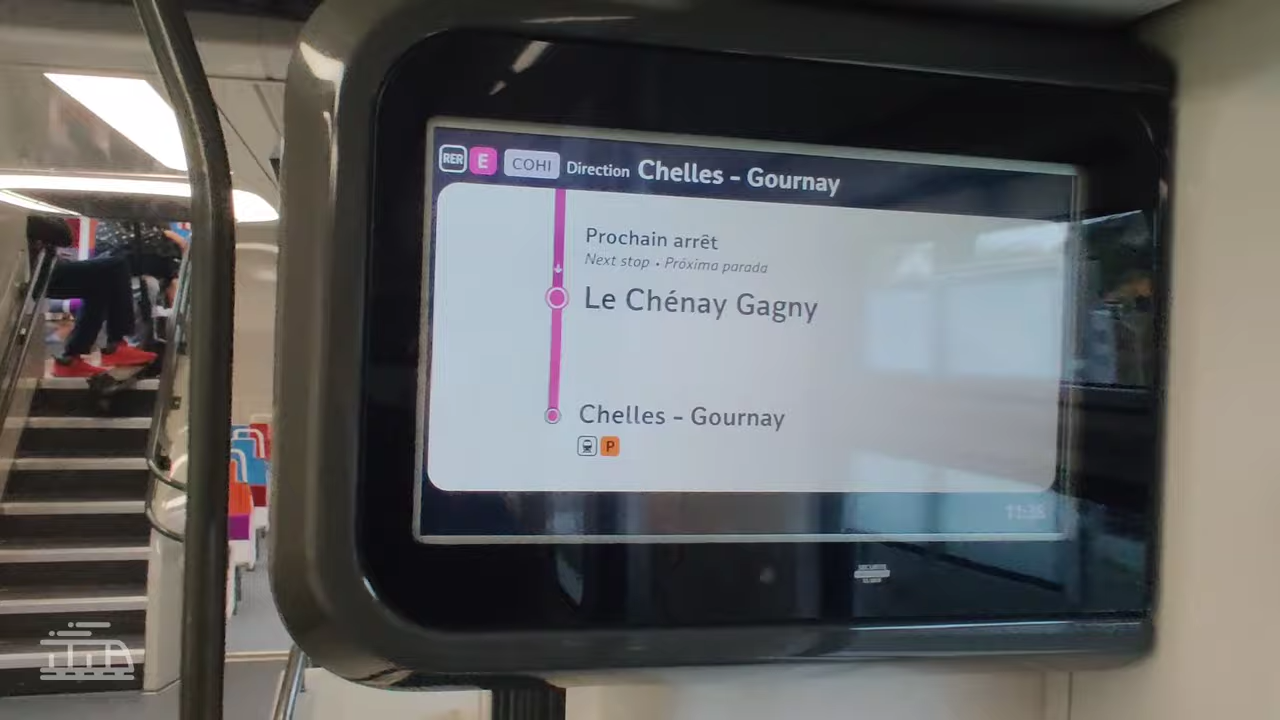 RER E COHI Direction Chelles – Gournay
Prochain arrêt
Next stop • Próxima parada
Le Chénay Gagny
Chelles – Gournay
P